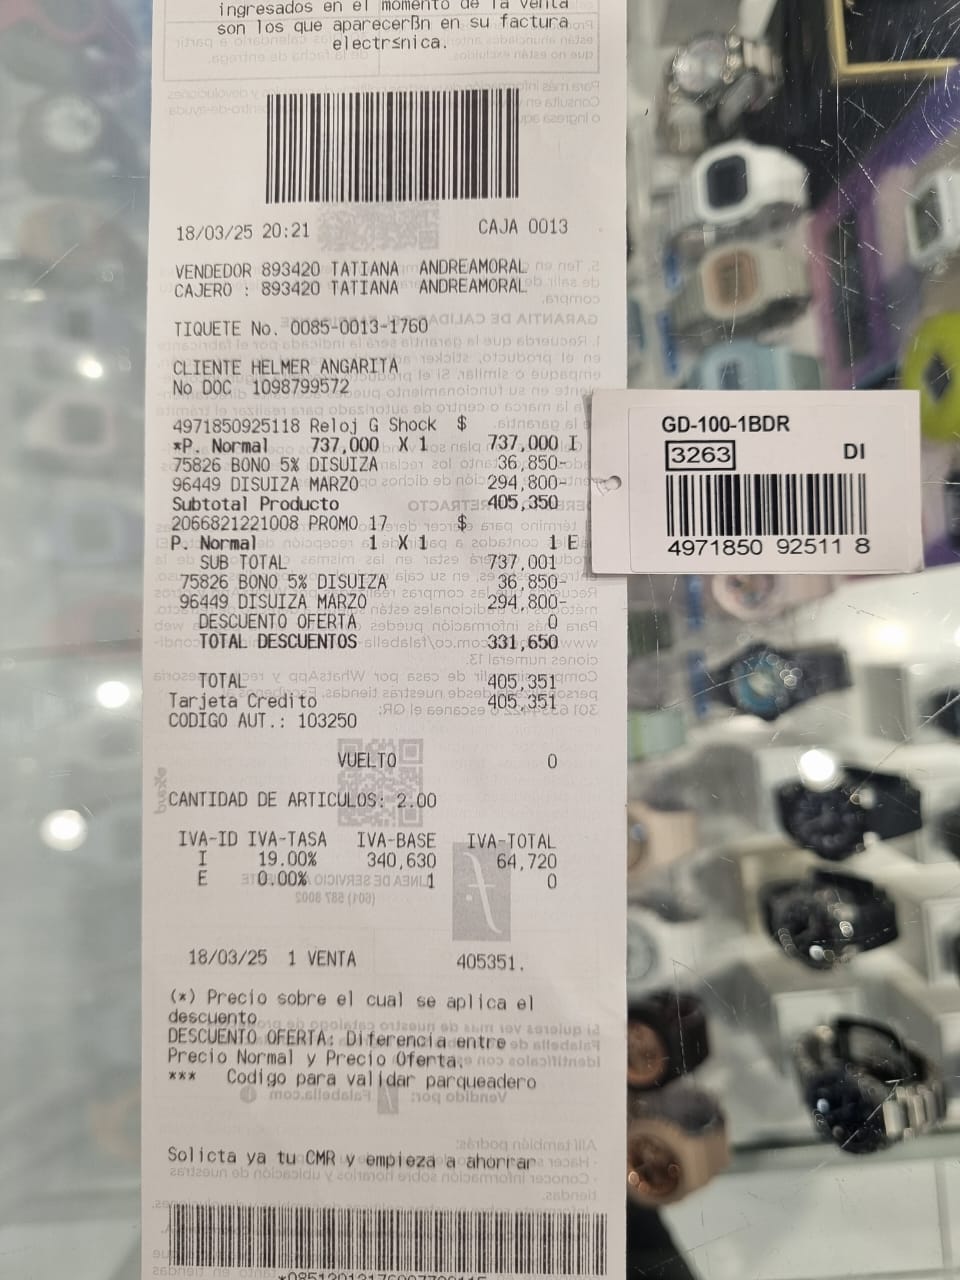 ingresados en el momento de la venta
son los que aparecerßn en su factura
electrsnica.
18/03/25 20:21 CAJA 0013
VENDEDOR 893420 TATIANA ANDREAMORAL
CAJERO : 893420 TATIANA ANDREAMORAL
TIQUETE No. 0085-0013-1760
CLIENTE HELMER ANGARITA
No DOC 1098799572
4971850925118 Reloj G Shock $
*P. Normal 737,000 X 1 737,000 I
75826 BONO 5% DISUIZA 36,850-
96449 DISUIZA MARZO 294,800-
Subtotal Producto 405,350
2066821221008 PROMO 17 $
P. Normal 1 X 1 1 E
SUB TOTAL 737,001
75826 BONO 5% DISUIZA 36,850-
96449 DISUIZA MARZO 294,800-
DESCUENTO OFERTA 0
TOTAL DESCUENTOS 331,650
TOTAL 405,351
Tarjeta Credito 405,351
CODIGO AUT.: 103250
VUELTO 0
CANTIDAD DE ARTICULOS: 2.00
IVA-ID IVA-TASA IVA-BASE IVA-TOTAL
I 19.00% 340,630 64,720
E 0.00% 1 0
18/03/25 1 VENTA 405351.
(*) Precio sobre el cual se aplica el
descuento
DESCUENTO OFERTA: Diferencia entre
Precio Normal y Precio Oferta.
*** Codigo para validar parqueadero
Solicta ya tu CMR y empieza a ahorrar
GD-100-1BDR
3263 DI
4971850 92511 8